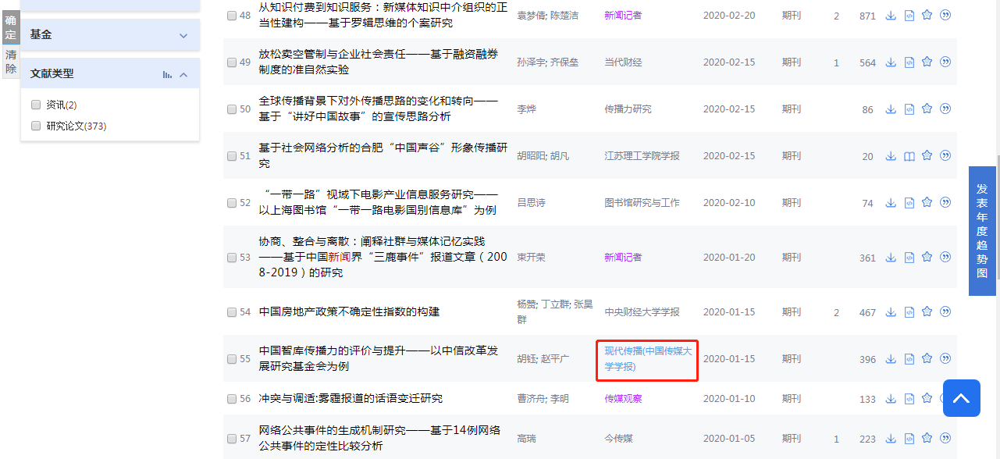 确定
清除
基金
文献类型
资讯(2)
研究论文(373)
48 从知识付费到知识服务：新媒体知识中介组织的正
当性建构——基于罗辑思维的个案研究
袁梦倩; 陈楚洁 新闻记者 2020-02-20 期刊 2 871
49 放松卖空管制与企业社会责任——基于融资融券
制度的准自然实验
孙泽宇; 齐保垒 当代财经 2020-02-15 期刊 1 564
50 全球传播背景下对外传播思路的变化和转向——
基于“讲好中国故事”的宣传思路分析
李烨 传播力研究 2020-02-15 期刊 86
51 基于社会网络分析的合肥“中国声谷”形象传播研
究
胡昭阳; 胡凡 江苏理工学院学报 2020-02-15 期刊 20
52 “一带一路”视域下电影产业信息服务研究——
以上海图书馆“一带一路电影国别信息库”为例
吕思诗 图书馆研究与工作 2020-02-10 期刊 74
53 协商、整合与离散：阐释社群与媒体记忆实践
——基于中国新闻界“三鹿事件”报道文章（200
8-2019）的研究
束开荣 新闻记者 2020-01-20 期刊 361
54 中国房地产政策不确定性指数的构建
杨赞; 丁立群; 张昊
群
中央财经大学学报 2020-01-15 期刊 2 467
55 中国智库传播力的评价与提升——以中信改革发
展研究基金会为例
胡钰; 赵平广
现代传播(中国传媒大
学学报)
2020-01-15 期刊 396
56 冲突与调适:雾霾报道的话语变迁研究
曹济舟; 李明 传媒观察 2020-01-10 期刊 133
57 网络公共事件的生成机制研究——基于14例网络
公共事件的定性比较分析
高瑞 今传媒 2020-01-05 期刊 1 223
发表年度趋势图